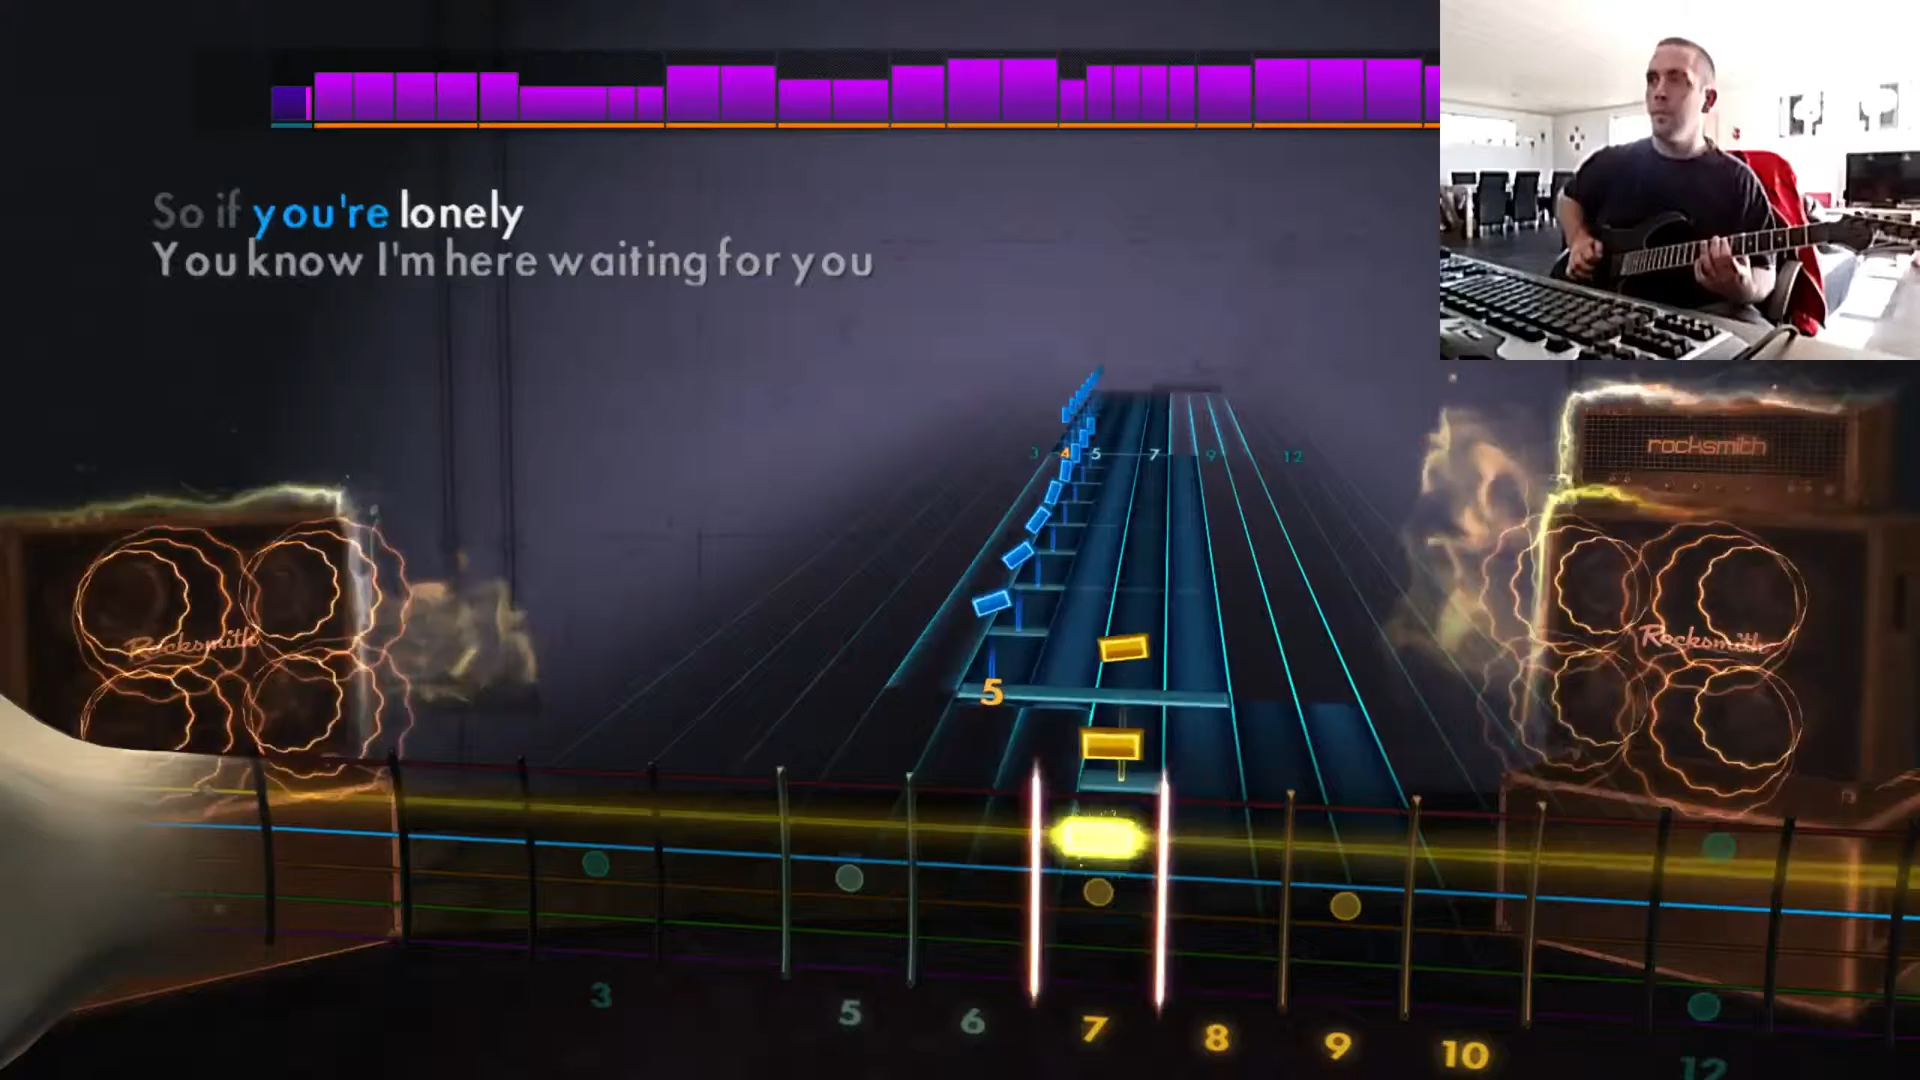 So if you're lonely
You know I'm here waiting for you
rocksmith
3 4 5 7 9 12
Rocksmith
Rocksmith
5
3 5 6 7 8 9 10 12